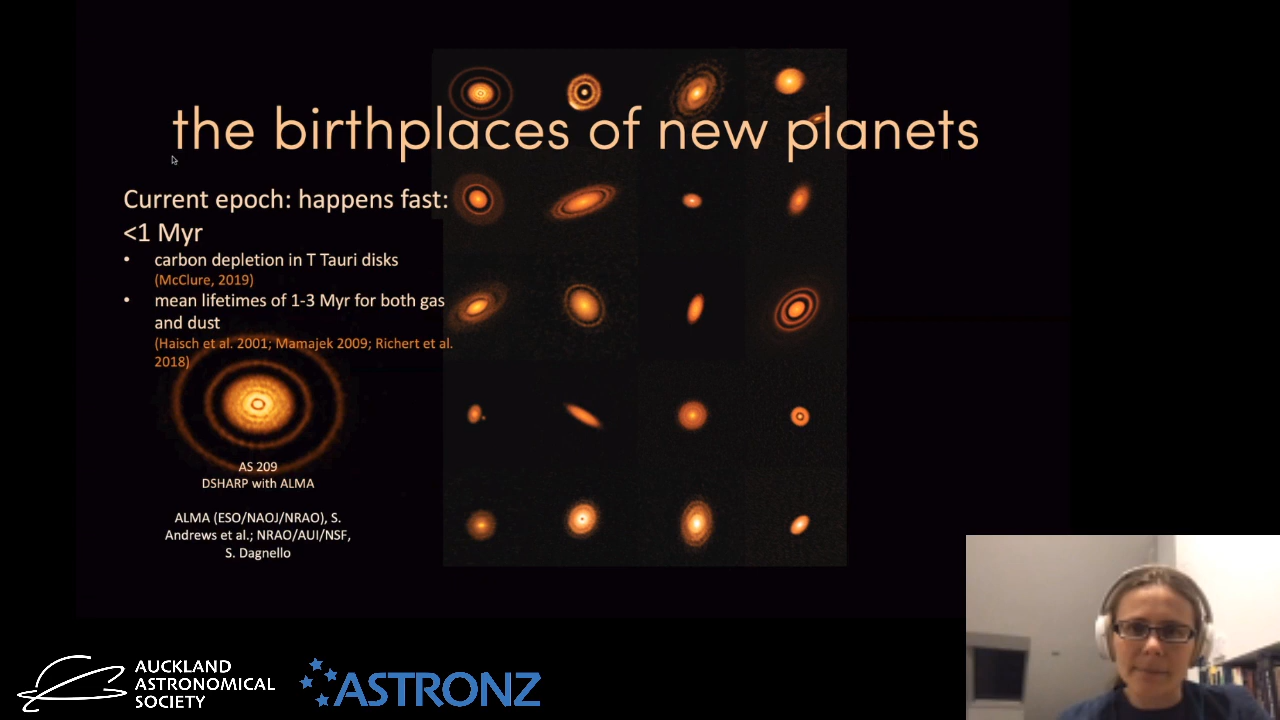 the birthplaces of new planets
Current epoch: happens fast:
<1 Myr
• carbon depletion in T Tauri disks
(McClure, 2019)
• mean lifetimes of 1-3 Myr for both gas
and dust
(Haisch et al. 2001; Mamajek 2009; Richert et al.
2018)
AS 209
DSHARP with ALMA
ALMA (ESO/NAOJ/NRAO), S.
Andrews et al.; NRAO/AUI/NSF,
S. Dagnello
AUCKLAND
ASTRONOMICAL
SOCIETY
ASTRONZ